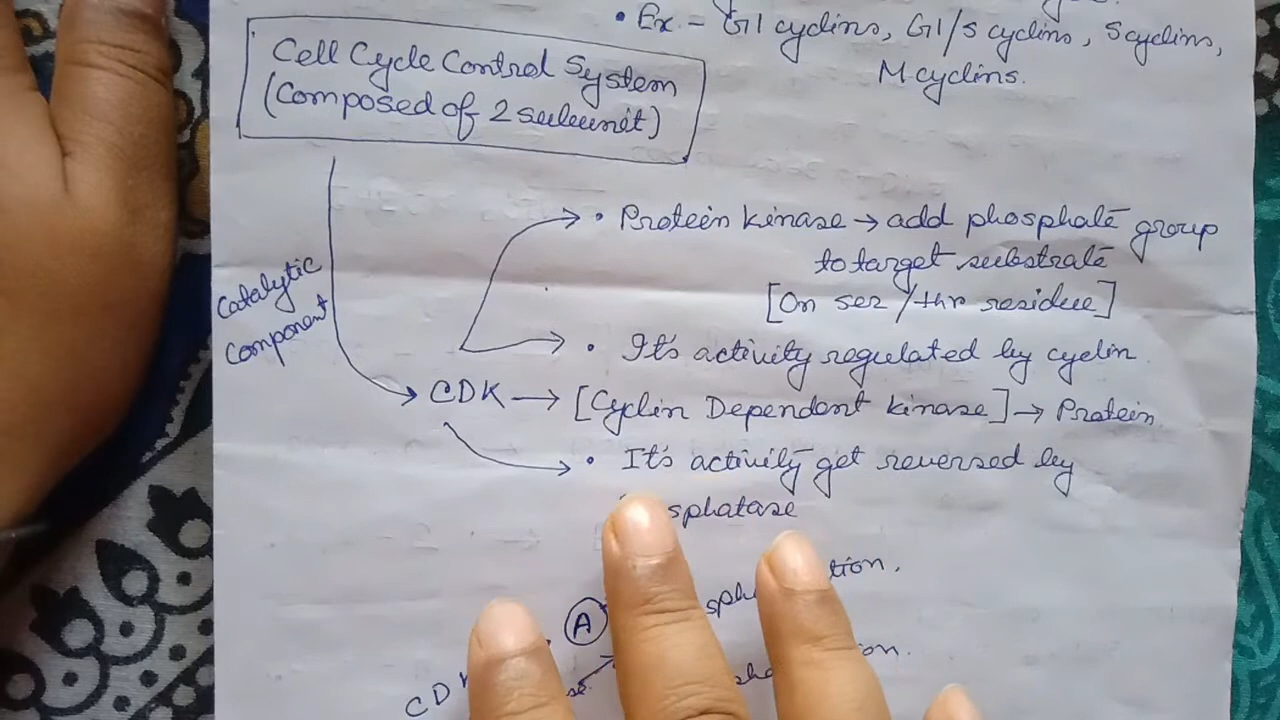 • Ex. – G1 cyclins, G1/S cyclins, S cyclins,
M cyclins.
Cell Cycle Control System
(Composed of 2 subunit)
• Protein kinase → add phosphate group
to target substrate
[On ser/thr residue]
Catalytic
Component
• It's activity regulated by cyclin
CDK → [Cyclin Dependent kinase] → Protein
• It's activity get reversed by
sphatase
tion.
A